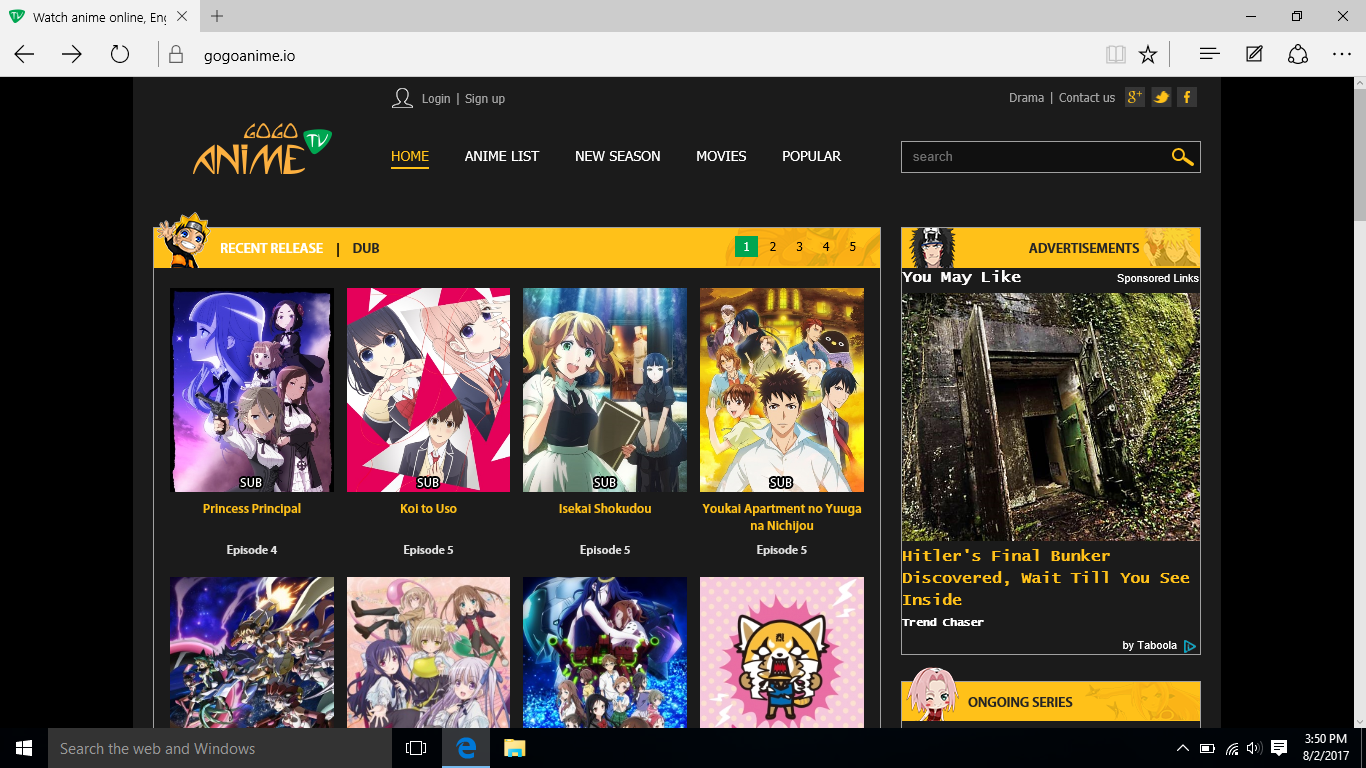 Watch anime online, Eng
gogoanime.io
Login | Sign up
Drama | Contact us
GOGO
ANIME TV
HOME
ANIME LIST
NEW SEASON
MOVIES
POPULAR
search
RECENT RELEASE | DUB
1 2 3 4 5
SUB
SUB
SUB
SUB
Princess Principal
Koi to Uso
Isekai Shokudou
Youkai Apartment no Yuuga
na Nichijou
Episode 4
Episode 5
Episode 5
Episode 5
ADVERTISEMENTS
You May Like
Sponsored Links
Hitler's Final Bunker
Discovered, Wait Till You See
Inside
Trend Chaser
by Taboola
ONGOING SERIES
Search the web and Windows
3:50 PM
8/2/2017